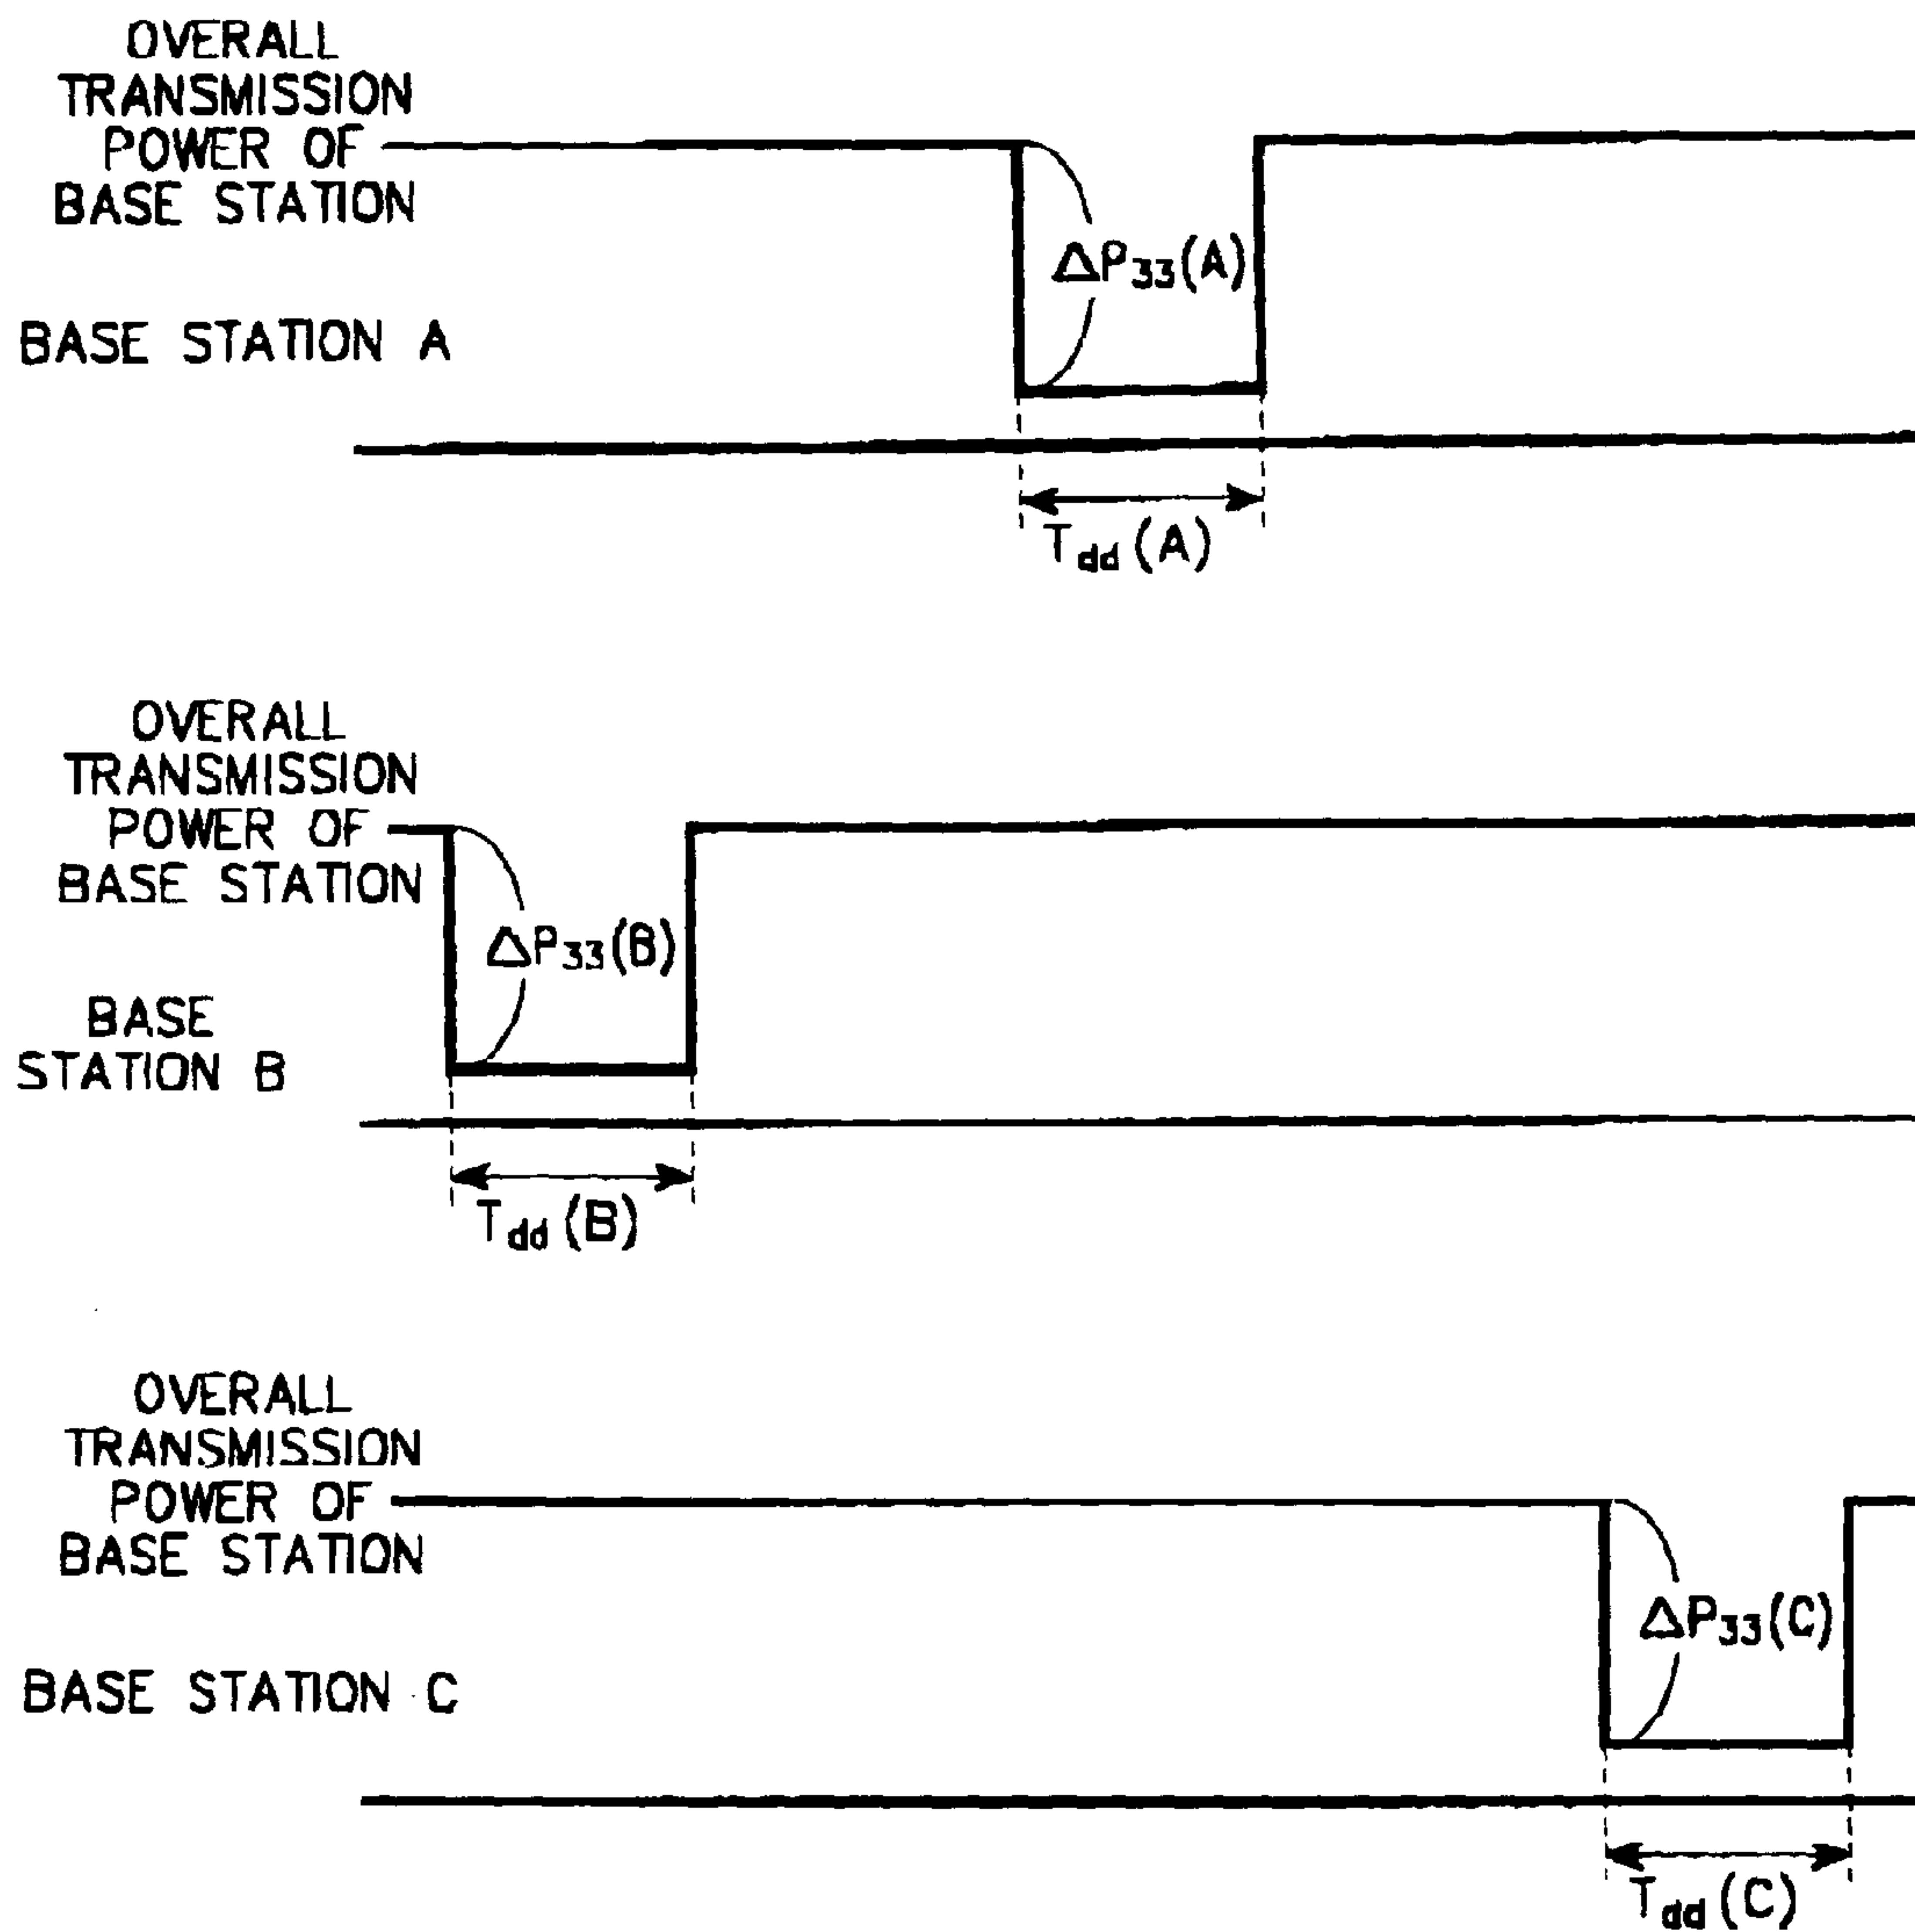 OVERALL
TRANSMISSION
POWER OF
BASE STATION
ΔP33(A)
BASE STATION A
Tdd(A)
OVERALL
TRANSMISSION
POWER OF
BASE STATION
ΔP33(B)
BASE
STATION B
Tdd(B)
OVERALL
TRANSMISSION
POWER OF
BASE STATION
ΔP33(C)
BASE STATION C
Tdd(C)